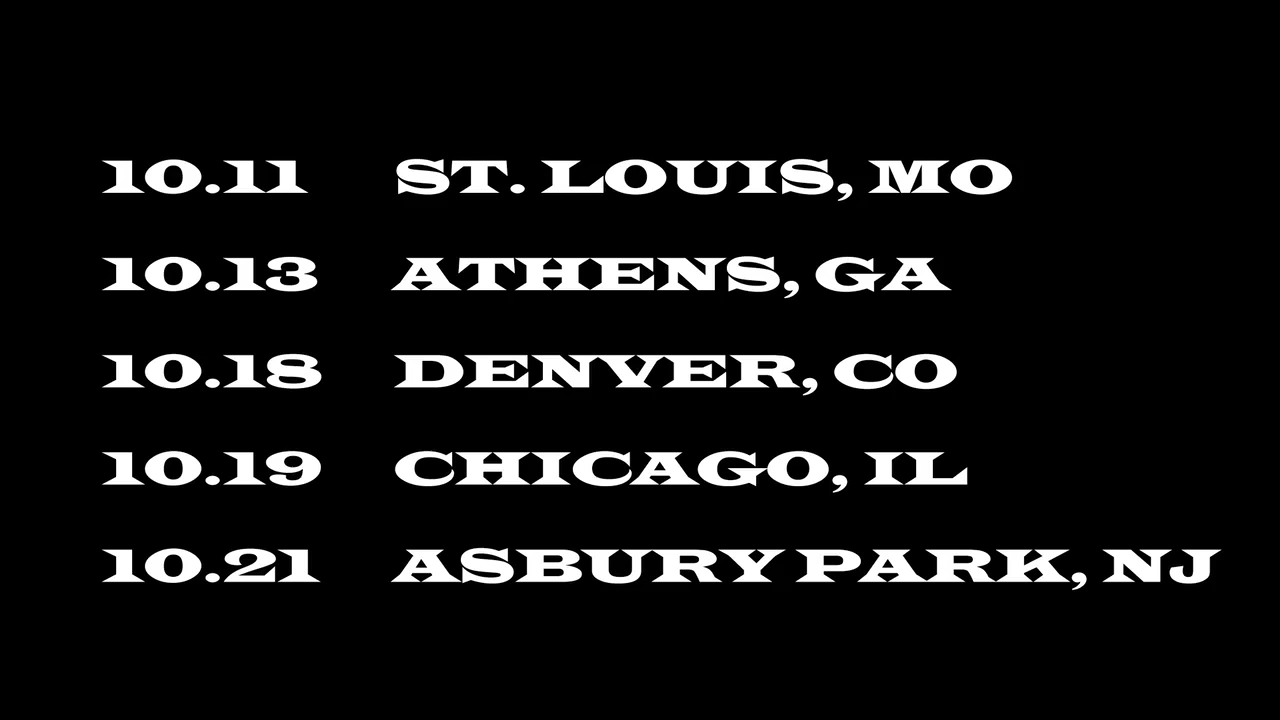 10.11 ST. LOUIS, MO
10.13 ATHENS, GA
10.18 DENVER, CO
10.19 CHICAGO, IL
10.21 ASBURY PARK, NJ